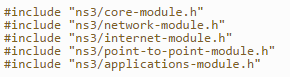 #include "ns3/core-module.h"
#include "ns3/network-module.h"
#include "ns3/internet-module.h"
#include "ns3/point-to-point-module.h"
#include "ns3/applications-module.h"